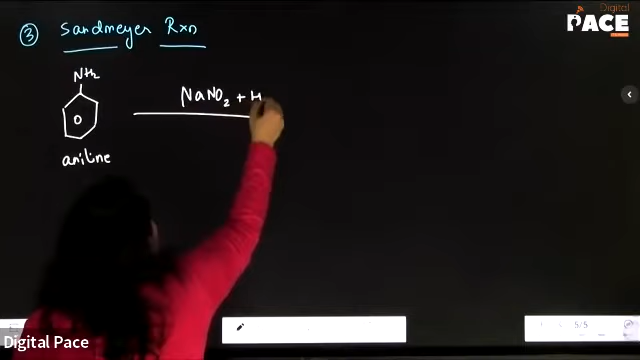 ③ Sandmeyer Rxn
Digital
PACE
NH2
NaNO2 + H
O
aniline
5/5
Digital Pace